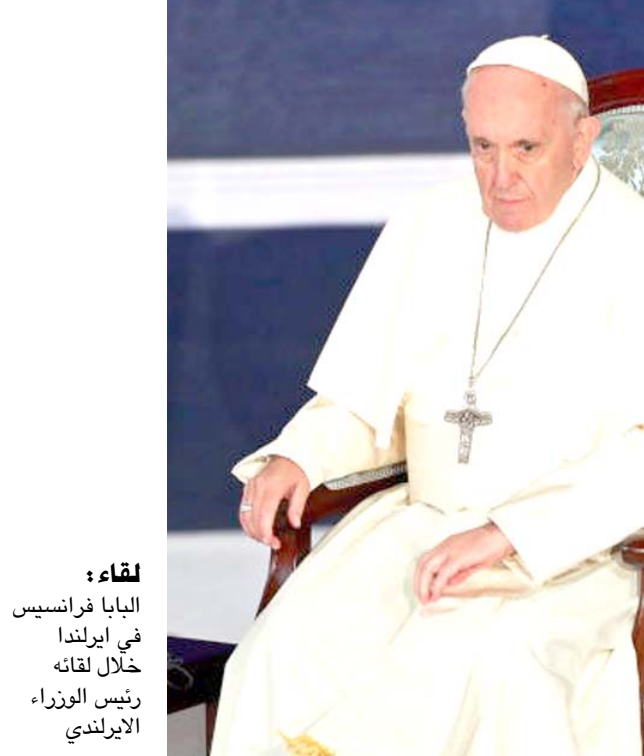 لقاء:
البابا فرانسيس
في ايرلندا
خلال لقائه
رئيس الوزراء
الايرلندي